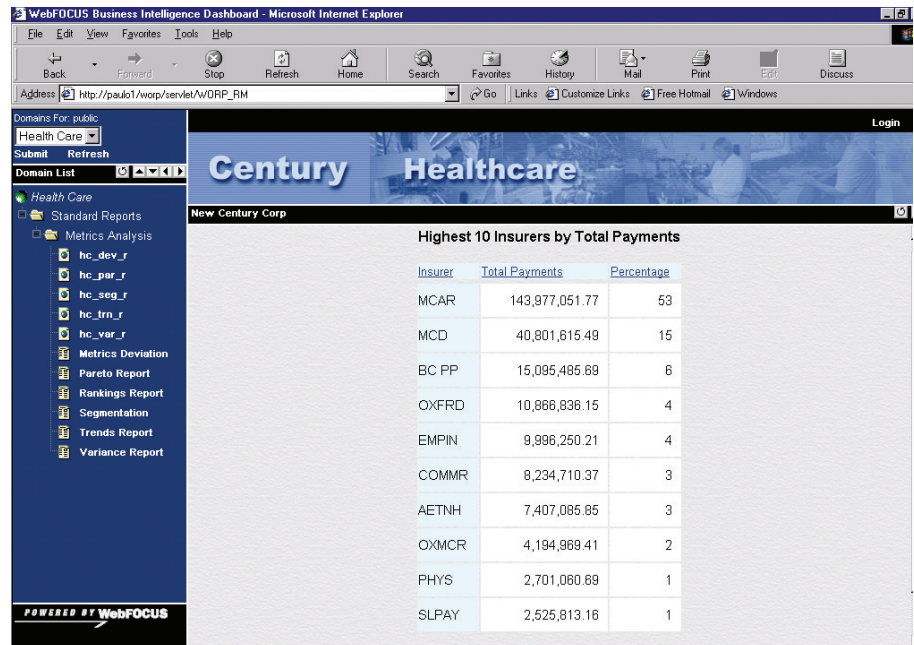 WebFOCUS Business Intelligence Dashboard - Microsoft Internet Explorer
File Edit View Favorites Tools Help
Back Forward Stop Refresh Home Search Favorites History Mail Print Edit Discuss
Address http://paulo1/worp/servlet/WORP_RM Go Links Customize Links Free Hotmail Windows
Domains For: public
Login
Health Care
Submit Refresh
Century Healthcare
Domain List
Health Care
New Century Corp
Standard Reports
Metrics Analysis
hc_dev_r
hc_par_r
hc_seg_r
hc_trn_r
hc_var_r
Metrics Deviation
Pareto Report
Rankings Report
Segmentation
Trends Report
Variance Report
POWERED BY WebFOCUS
Highest 10 Insurers by Total Payments
Insurer Total Payments Percentage
MCAR 143,977,051.77 53
MCD 40,801,615.49 15
BC PP 15,095,485.69 6
OXFRD 10,866,836.15 4
EMPIN 9,996,250.21 4
COMMR 8,234,710.37 3
AETNH 7,407,085.85 3
OXMCR 4,194,969.41 2
PHYS 2,701,060.69 1
SLPAY 2,525,813.16 1